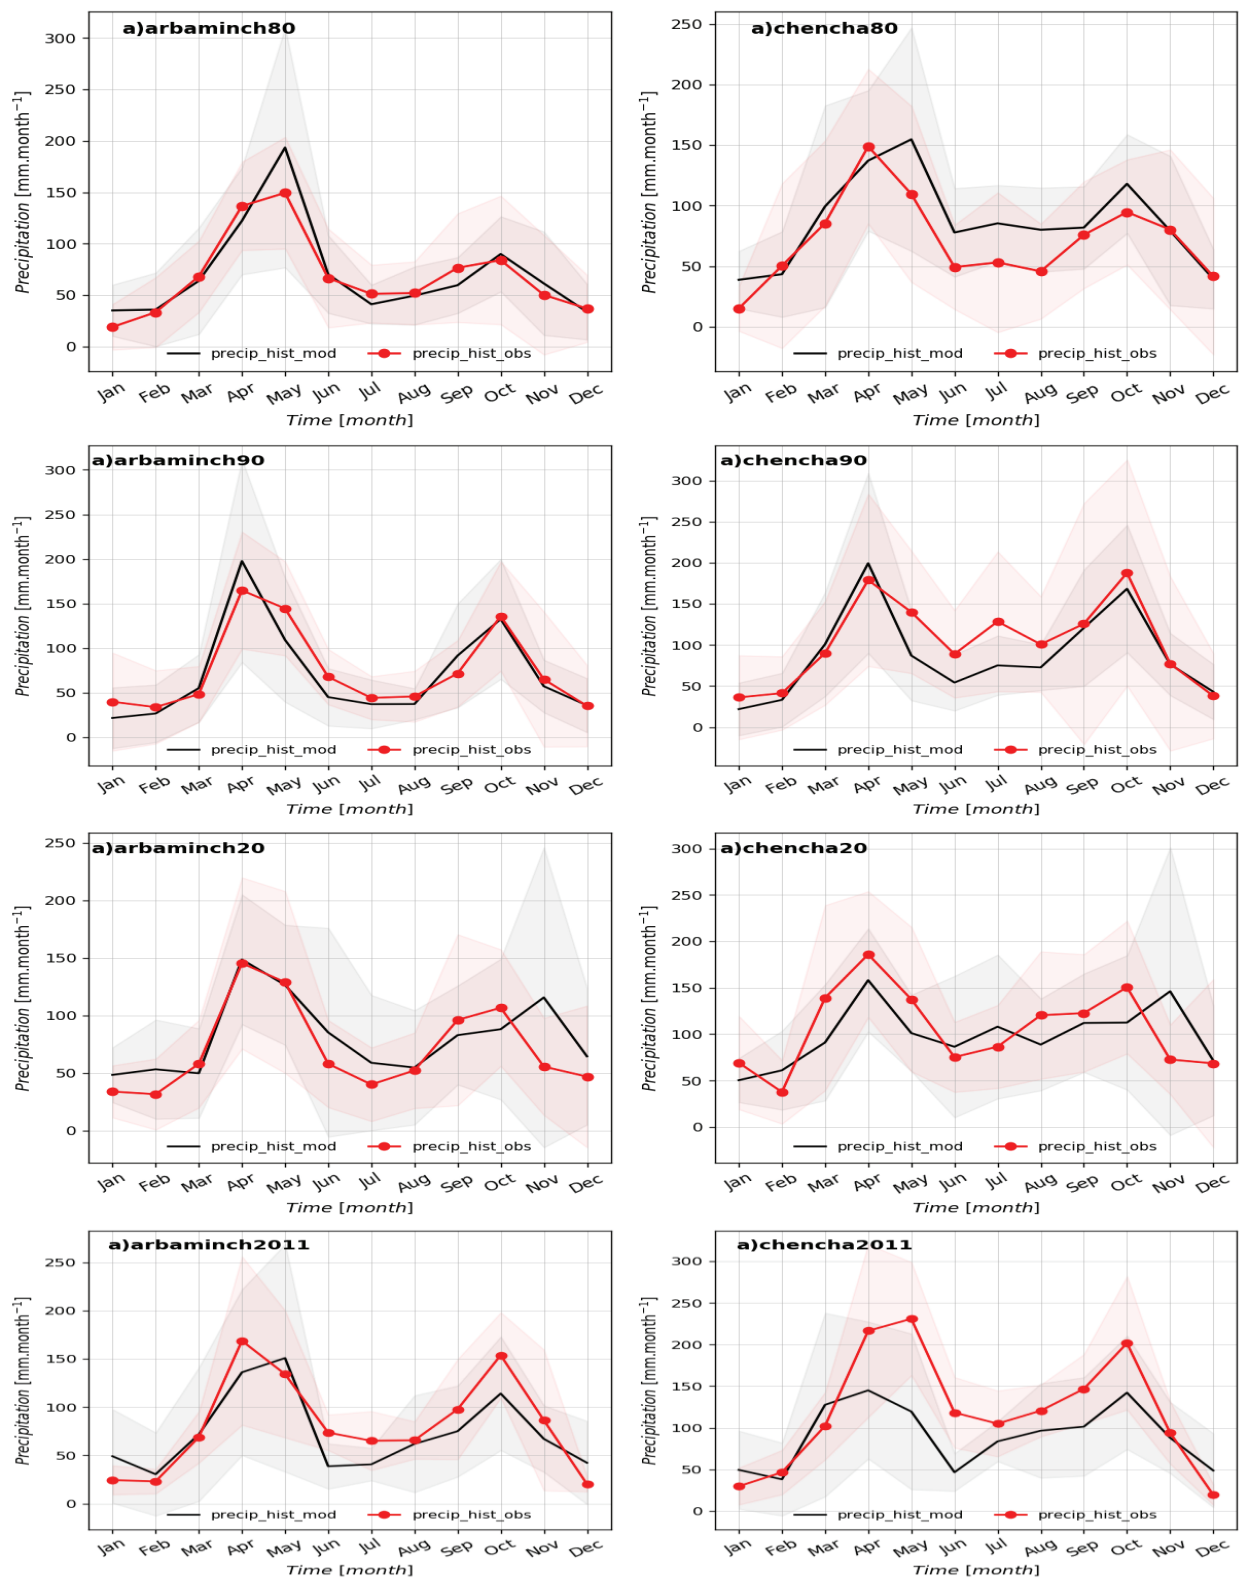 a)arbaminch80
Precipitation [mm.month⁻¹]
300
250
200
150
100
50
0
precip_hist_mod
precip_hist_obs
Jan Feb Mar Apr May Jun Jul Aug Sep Oct Nov Dec
Time [month]
a)chencha80
Precipitation [mm.month⁻¹]
250
200
150
100
50
0
precip_hist_mod
precip_hist_obs
Jan Feb Mar Apr May Jun Jul Aug Sep Oct Nov Dec
Time [month]
a)arbaminch90
Precipitation [mm.month⁻¹]
300
250
200
150
100
50
0
precip_hist_mod
precip_hist_obs
Jan Feb Mar Apr May Jun Jul Aug Sep Oct Nov Dec
Time [month]
a)chencha90
Precipitation [mm.month⁻¹]
300
250
200
150
100
50
0
precip_hist_mod
precip_hist_obs
Jan Feb Mar Apr May Jun Jul Aug Sep Oct Nov Dec
Time [month]
a)arbaminch20
Precipitation [mm.month⁻¹]
250
200
150
100
50
0
precip_hist_mod
precip_hist_obs
Jan Feb Mar Apr May Jun Jul Aug Sep Oct Nov Dec
Time [month]
a)chencha20
Precipitation [mm.month⁻¹]
300
250
200
150
100
50
0
precip_hist_mod
precip_hist_obs
Jan Feb Mar Apr May Jun Jul Aug Sep Oct Nov Dec
Time [month]
a)arbaminch2011
Precipitation [mm.month⁻¹]
250
200
150
100
50
0
precip_hist_mod
precip_hist_obs
Jan Feb Mar Apr May Jun Jul Aug Sep Oct Nov Dec
Time [month]
a)chencha2011
Precipitation [mm.month⁻¹]
300
250
200
150
100
50
0
precip_hist_mod
precip_hist_obs
Jan Feb Mar Apr May Jun Jul Aug Sep Oct Nov Dec
Time [month]